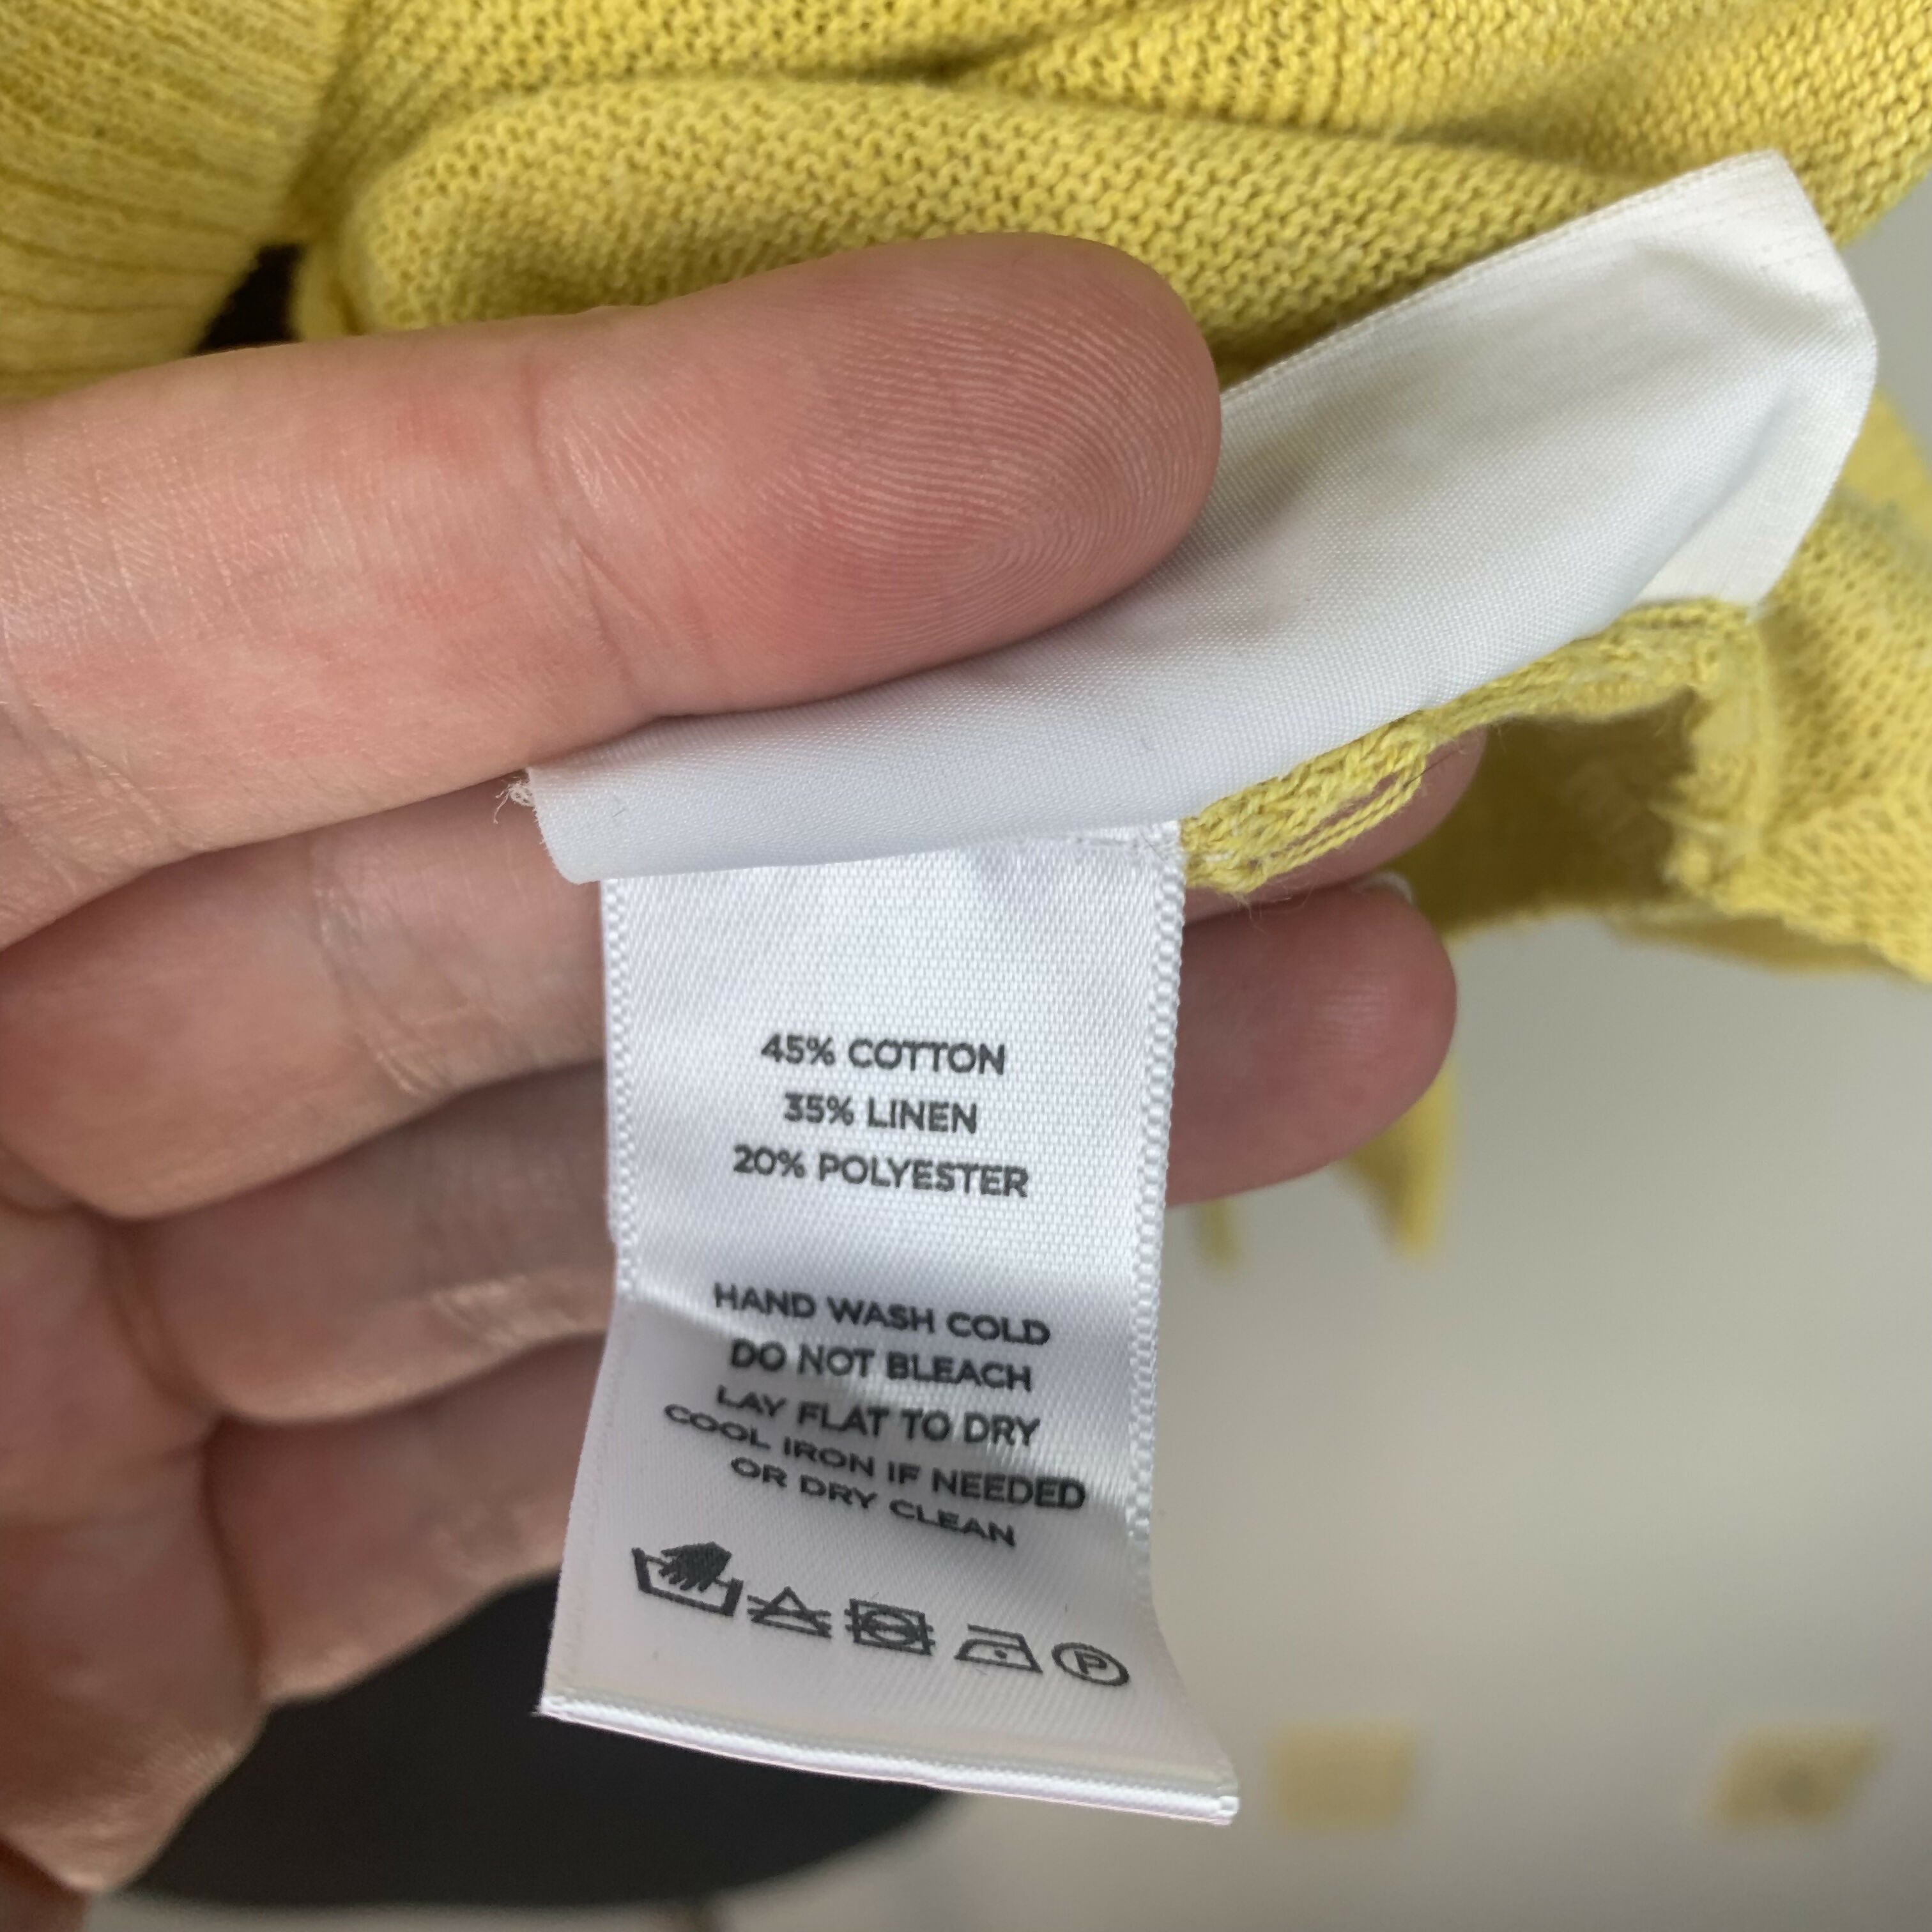 45% COTTON
35% LINEN
20% POLYESTER
HAND WASH COLD
DO NOT BLEACH
LAY FLAT TO DRY
COOL IRON IF NEEDED
OR DRY CLEAN
P